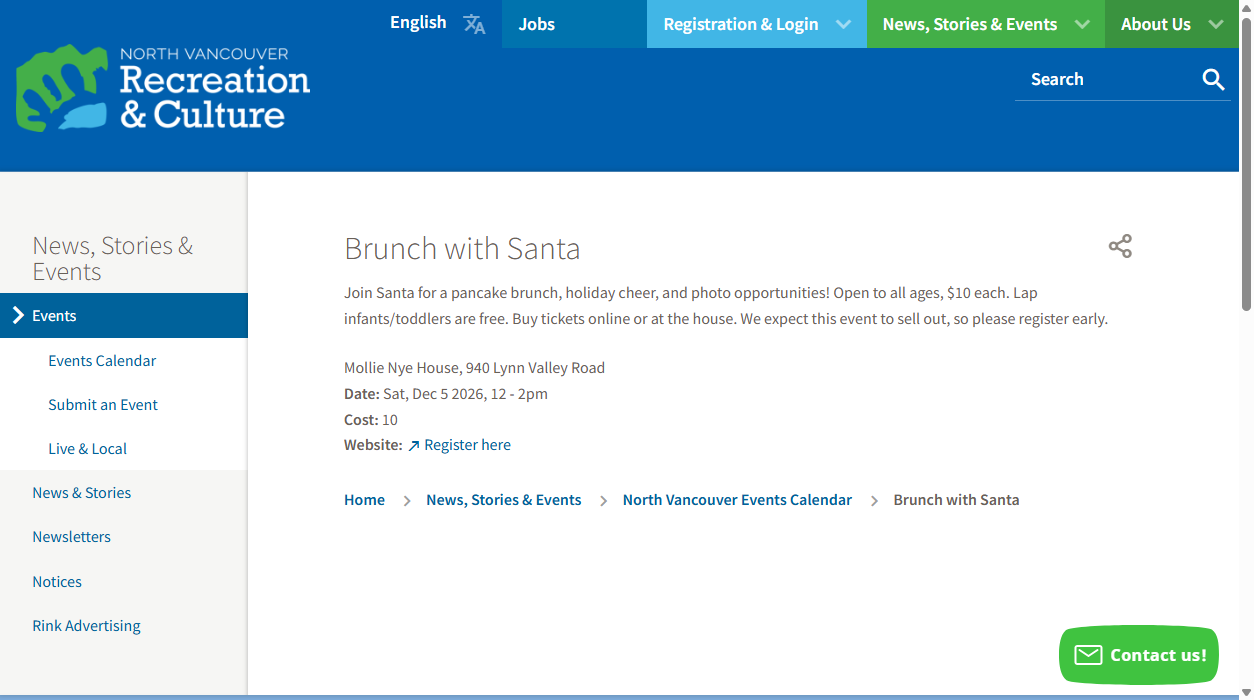 English
Jobs
Registration & Login
News, Stories & Events
About Us
NORTH VANCOUVER
Recreation
& Culture
Search
News, Stories &
Events
Events
Events Calendar
Submit an Event
Live & Local
News & Stories
Newsletters
Notices
Rink Advertising
Brunch with Santa
Join Santa for a pancake brunch, holiday cheer, and photo opportunities! Open to all ages, $10 each. Lap
infants/toddlers are free. Buy tickets online or at the house. We expect this event to sell out, so please register early.
Mollie Nye House, 940 Lynn Valley Road
Date: Sat, Dec 5 2026, 12 - 2pm
Cost: 10
Website: Register here
Home > News, Stories & Events > North Vancouver Events Calendar > Brunch with Santa
Contact us!